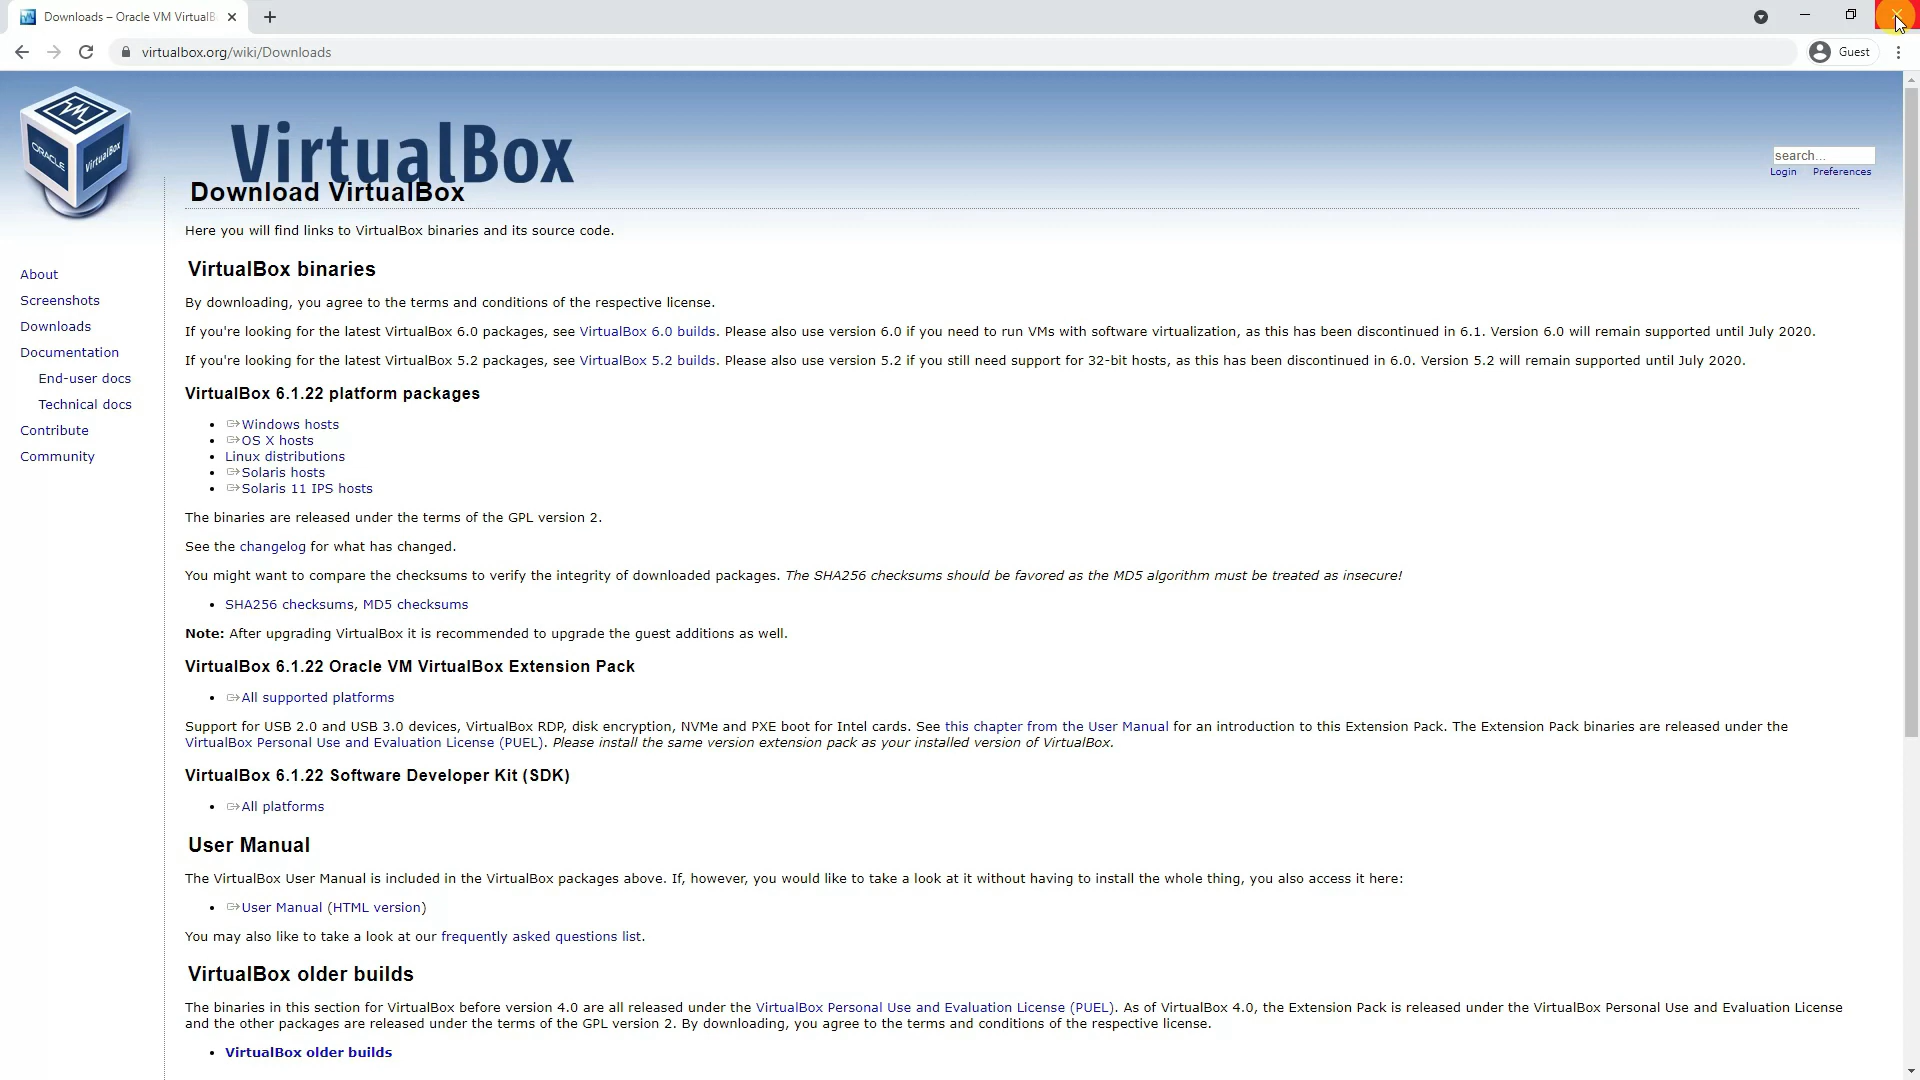 Downloads – Oracle VM VirtualB
virtualbox.org/wiki/Downloads
Guest
ORACLE
VirtualBox
VirtualBox
search...
Login Preferences
Download VirtualBox
Here you will find links to VirtualBox binaries and its source code.
About
Screenshots
Downloads
Documentation
End-user docs
Technical docs
Contribute
Community
VirtualBox binaries
By downloading, you agree to the terms and conditions of the respective license.
If you're looking for the latest VirtualBox 6.0 packages, see VirtualBox 6.0 builds. Please also use version 6.0 if you need to run VMs with software virtualization, as this has been discontinued in 6.1. Version 6.0 will remain supported until July 2020.
If you're looking for the latest VirtualBox 5.2 packages, see VirtualBox 5.2 builds. Please also use version 5.2 if you still need support for 32-bit hosts, as this has been discontinued in 6.0. Version 5.2 will remain supported until July 2020.
VirtualBox 6.1.22 platform packages
• Windows hosts
• OS X hosts
• Linux distributions
• Solaris hosts
• Solaris 11 IPS hosts
The binaries are released under the terms of the GPL version 2.
See the changelog for what has changed.
You might want to compare the checksums to verify the integrity of downloaded packages. The SHA256 checksums should be favored as the MD5 algorithm must be treated as insecure!
• SHA256 checksums, MD5 checksums
Note: After upgrading VirtualBox it is recommended to upgrade the guest additions as well.
VirtualBox 6.1.22 Oracle VM VirtualBox Extension Pack
• All supported platforms
Support for USB 2.0 and USB 3.0 devices, VirtualBox RDP, disk encryption, NVMe and PXE boot for Intel cards. See this chapter from the User Manual for an introduction to this Extension Pack. The Extension Pack binaries are released under the
VirtualBox Personal Use and Evaluation License (PUEL). Please install the same version extension pack as your installed version of VirtualBox.
VirtualBox 6.1.22 Software Developer Kit (SDK)
• All platforms
User Manual
The VirtualBox User Manual is included in the VirtualBox packages above. If, however, you would like to take a look at it without having to install the whole thing, you also access it here:
• User Manual (HTML version)
You may also like to take a look at our frequently asked questions list.
VirtualBox older builds
The binaries in this section for VirtualBox before version 4.0 are all released under the VirtualBox Personal Use and Evaluation License (PUEL). As of VirtualBox 4.0, the Extension Pack is released under the VirtualBox Personal Use and Evaluation License
and the other packages are released under the terms of the GPL version 2. By downloading, you agree to the terms and conditions of the respective license.
• VirtualBox older builds